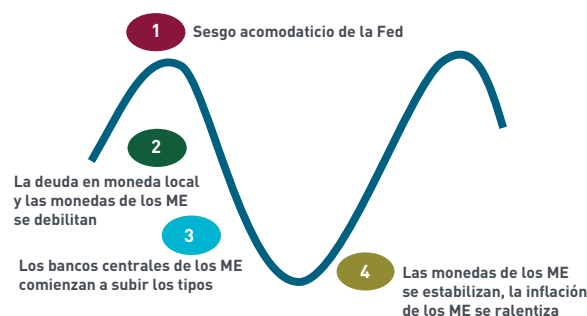 1
Sesgo acomodaticio de la Fed
2
La deuda en moneda local
y las monedas de los ME
se debilitan
3
Los bancos centrales de los ME
comienzan a subir los tipos
4
Las monedas de los ME
se estabilizan, la inflación
de los ME se ralentiza